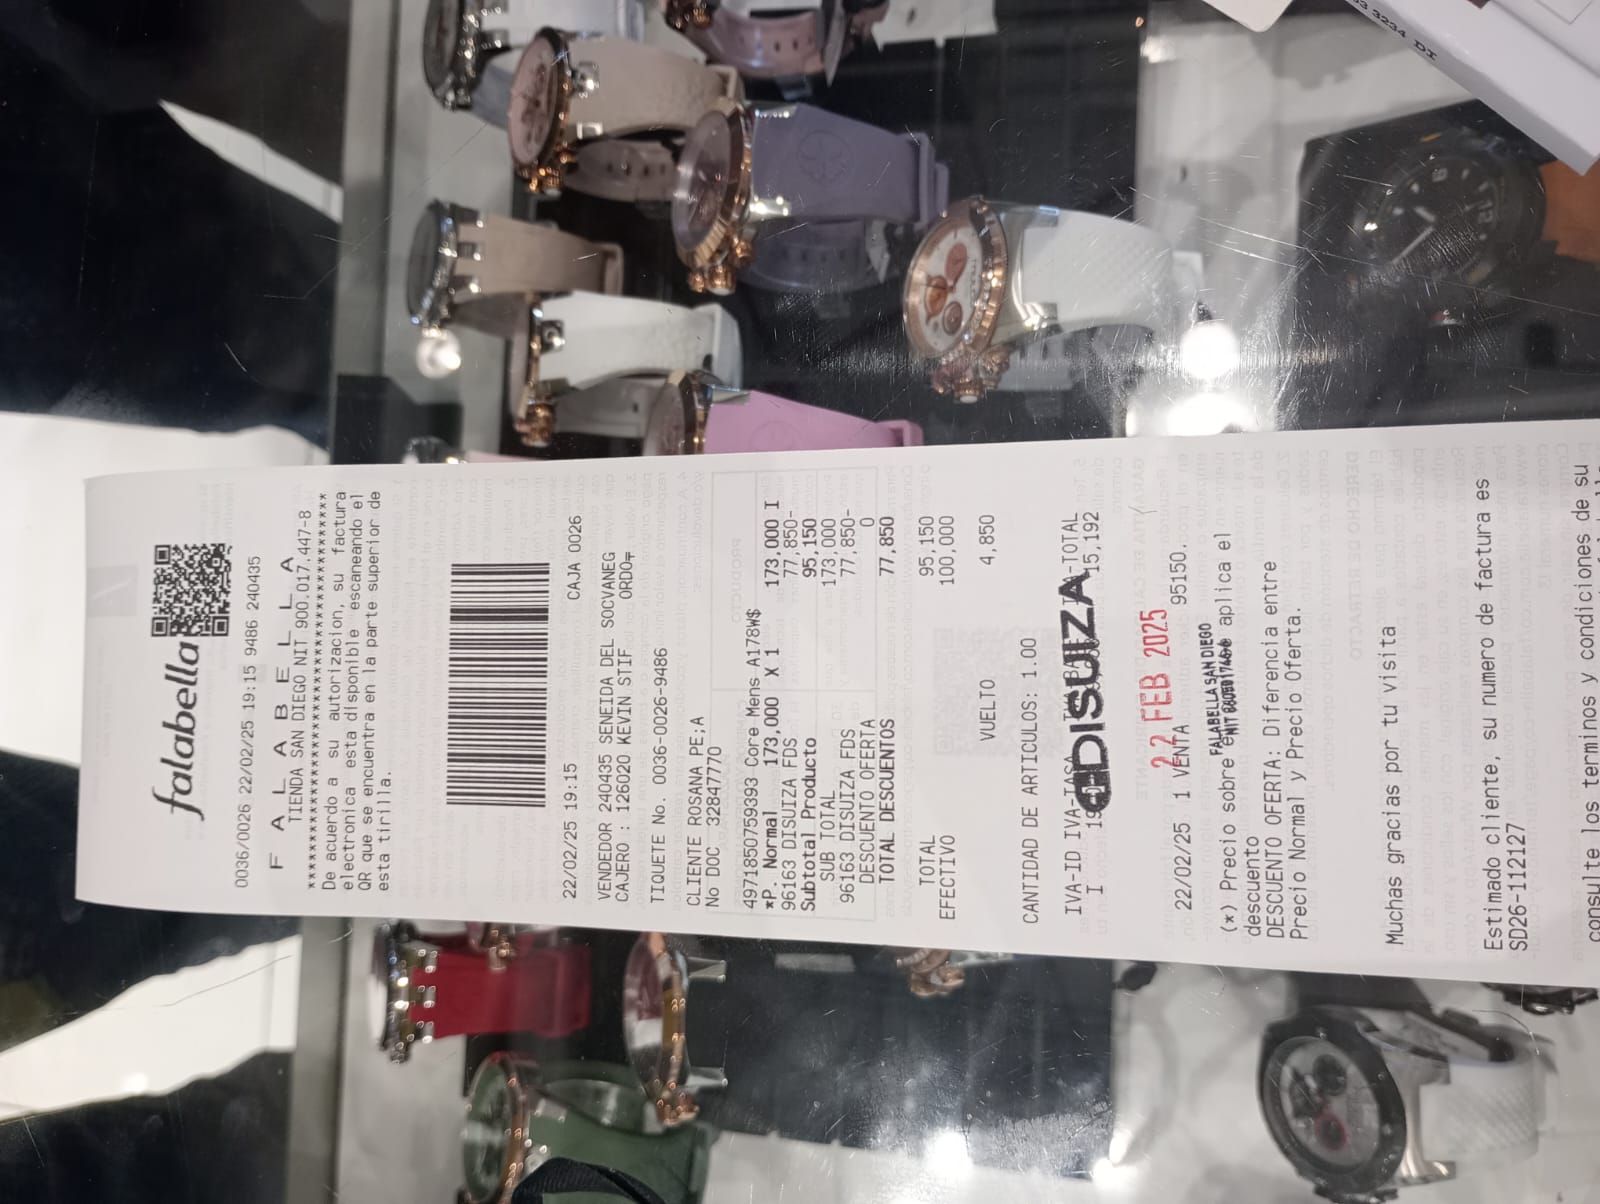 falabella
0036/0026 22/02/25 19:15 9486 240435
F A L A B E L L A
TIENDA SAN DIEGO NIT 900.017.447-8
****************************************
De acuerdo a su autorizacion, su factura
electronica esta disponible escaneando el
QR que se encuentra en la parte superior de
esta tirilla.
22/02/25 19:15 CAJA 0026
VENDEDOR 240435 SENEIDA DEL SOCVANEG
CAJERO : 126020 KEVIN STIF
TIQUETE No. 0036-0026-9486
CLIENTE ROSANA PE;A
No DOC 32847770
4971850759393 Core Mens A178W$
*P. Normal 173,000 X 1 173,000 I
96163 DISUIZA FDS 77,850-
Subtotal Producto 95,150
SUB TOTAL 173,000
96163 DISUIZA FDS 77,850-
DESCUENTO OFERTA 0
TOTAL DESCUENTOS 77,850
TOTAL 95,150
EFECTIVO 100,000
VUELTO 4,850
CANTIDAD DE ARTICULOS: 1.00
IVA-ID IVA-TASA -TOTAL
I 19 15,192
DISUIZA
22 FEB 2025
22/02/25 1 VENTA 95150.
FALABELLA SAN DIEGO
(*) Precio sobre el aplica el
descuento
DESCUENTO OFERTA: Diferencia entre
Precio Normal y Precio Oferta.
Muchas gracias por tu visita
Estimado cliente, su numero de factura es
SD26-112127
consulte los terminos y condiciones de su
3234 DI
12